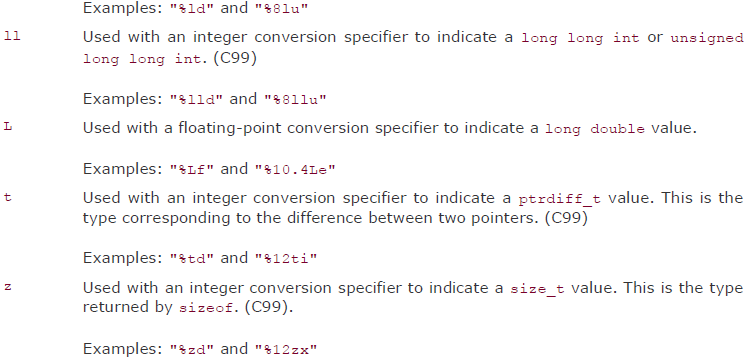 Examples: "%ld" and "%8lu"
ll Used with an integer conversion specifier to indicate a long long int or unsigned
long long int. (C99)
Examples: "%lld" and "%8llu"
L Used with a floating-point conversion specifier to indicate a long double value.
Examples: "%Lf" and "%10.4Le"
t Used with an integer conversion specifier to indicate a ptrdiff_t value. This is the
type corresponding to the difference between two pointers. (C99)
Examples: "%td" and "%12ti"
z Used with an integer conversion specifier to indicate a size_t value. This is the type
returned by sizeof. (C99).
Examples: "%zd" and "%12zx"